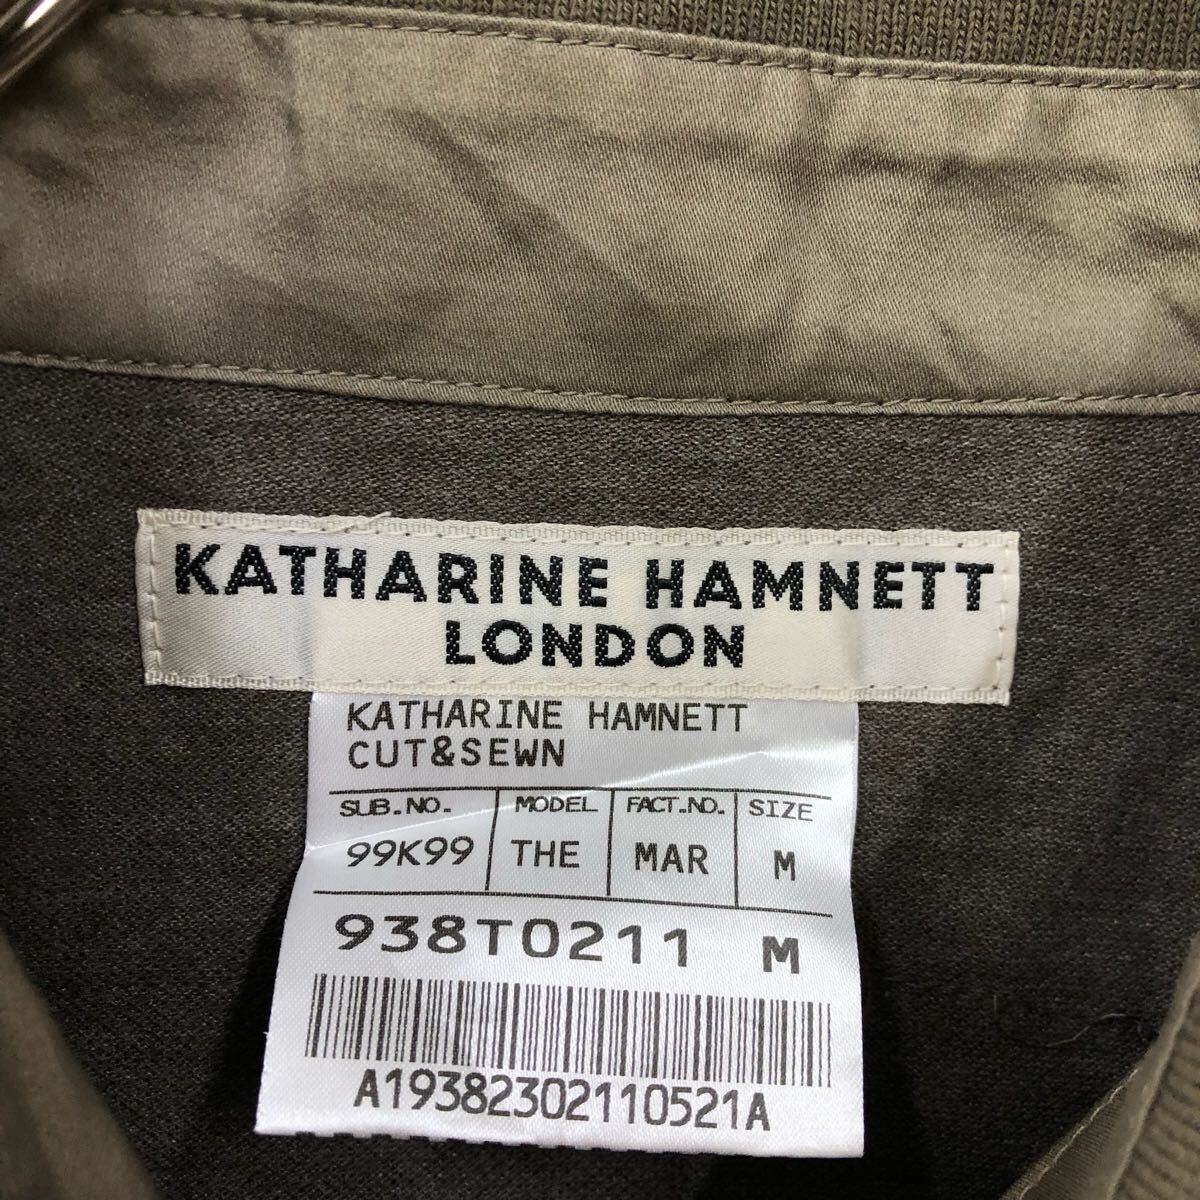 KATHARINE HAMNETT
LONDON
KATHARINE HAMNETT
CUT&SEWN
SUB.NO. MODEL FACT.NO. SIZE
99K99 THE MAR M
938T0211 M
A19382302110521A